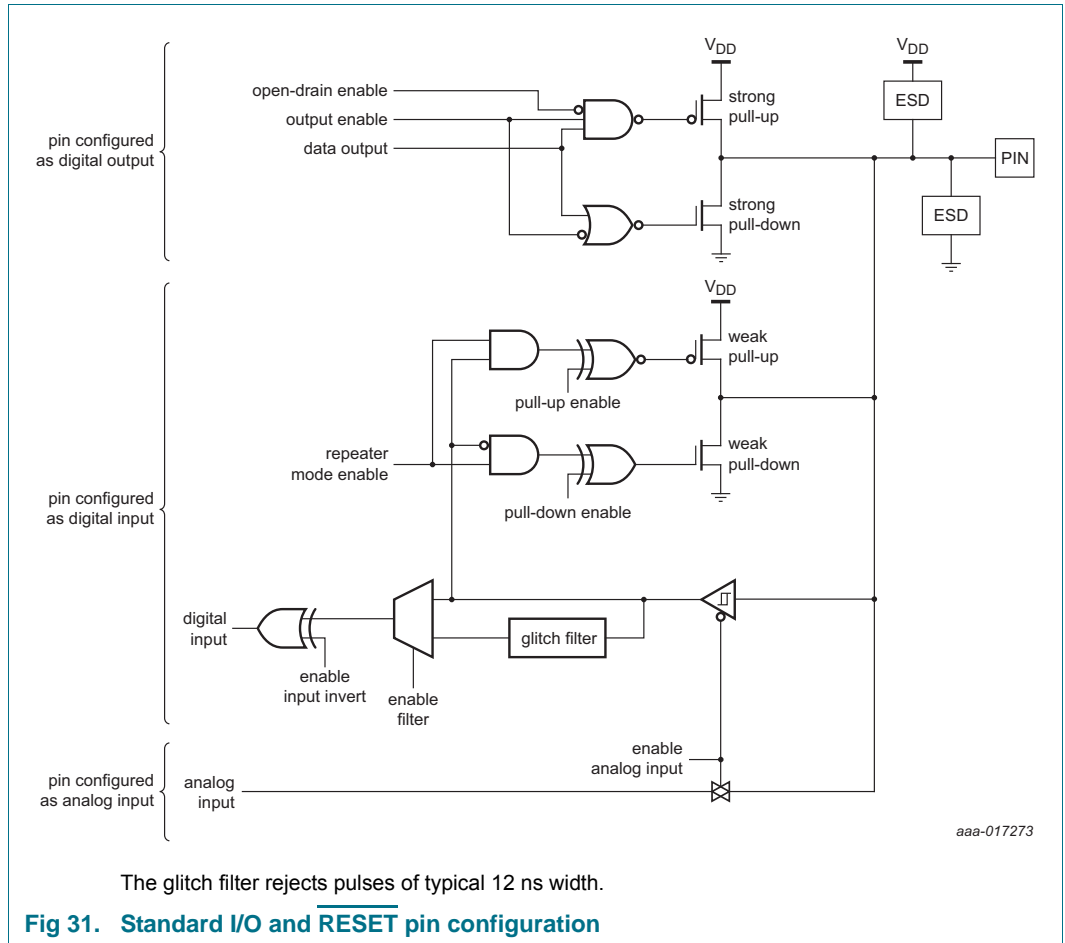 VDD
VDD
open-drain enable
strong
pull-up
ESD
output enable
pin configured
as digital output
data output
PIN
strong
pull-down
ESD
VDD
weak
pull-up
pull-up enable
repeater
mode enable
weak
pull-down
pin configured
as digital input
pull-down enable
digital
input
glitch filter
enable
input invert
enable
filter
enable
analog input
pin configured
as analog input
analog
input
aaa-017273
The glitch filter rejects pulses of typical 12 ns width.
Fig 31. Standard I/O and RESET pin configuration